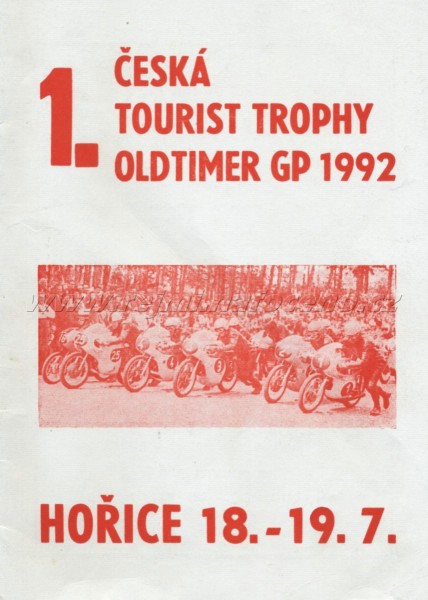 1.
ČESKÁ
TOURIST TROPHY
OLDTIMER GP 1992
HOŘICE 18.-19. 7.